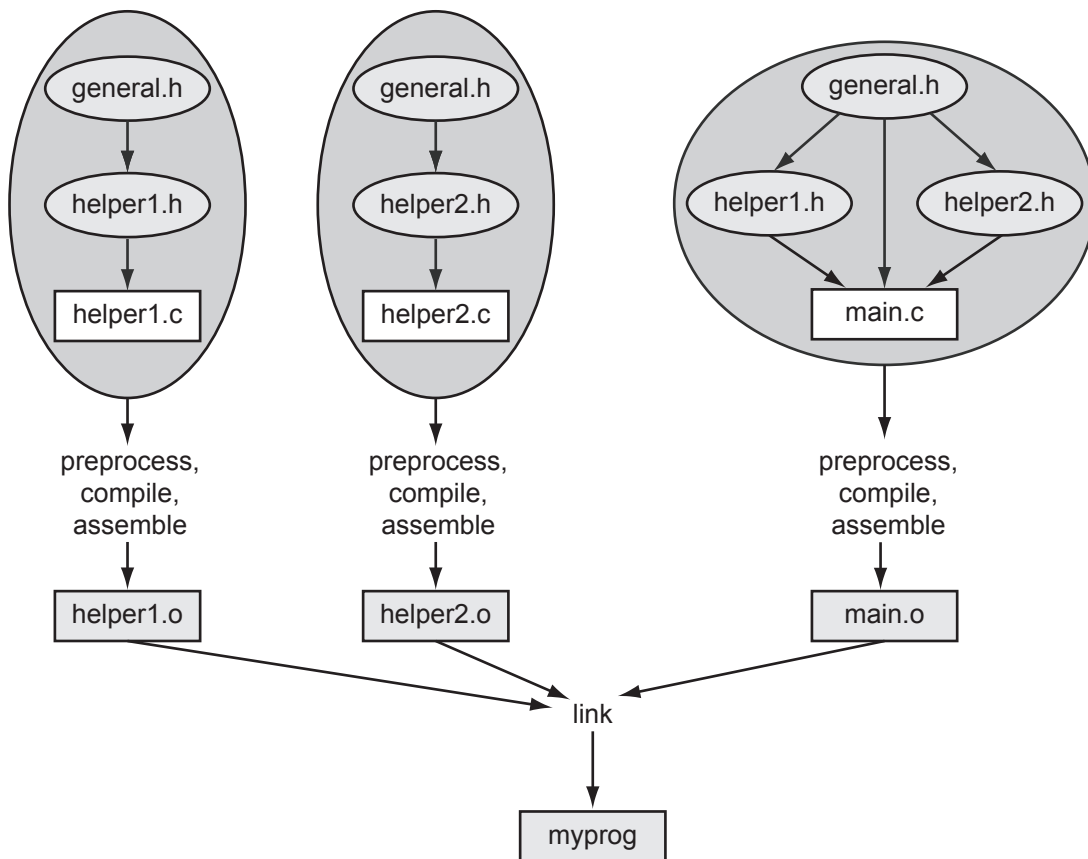 general.h
helper1.h
helper1.c
preprocess,
compile,
assemble
helper1.o
general.h
helper2.h
helper2.c
preprocess,
compile,
assemble
helper2.o
general.h
helper1.h
helper2.h
main.c
preprocess,
compile,
assemble
main.o
link
myprog